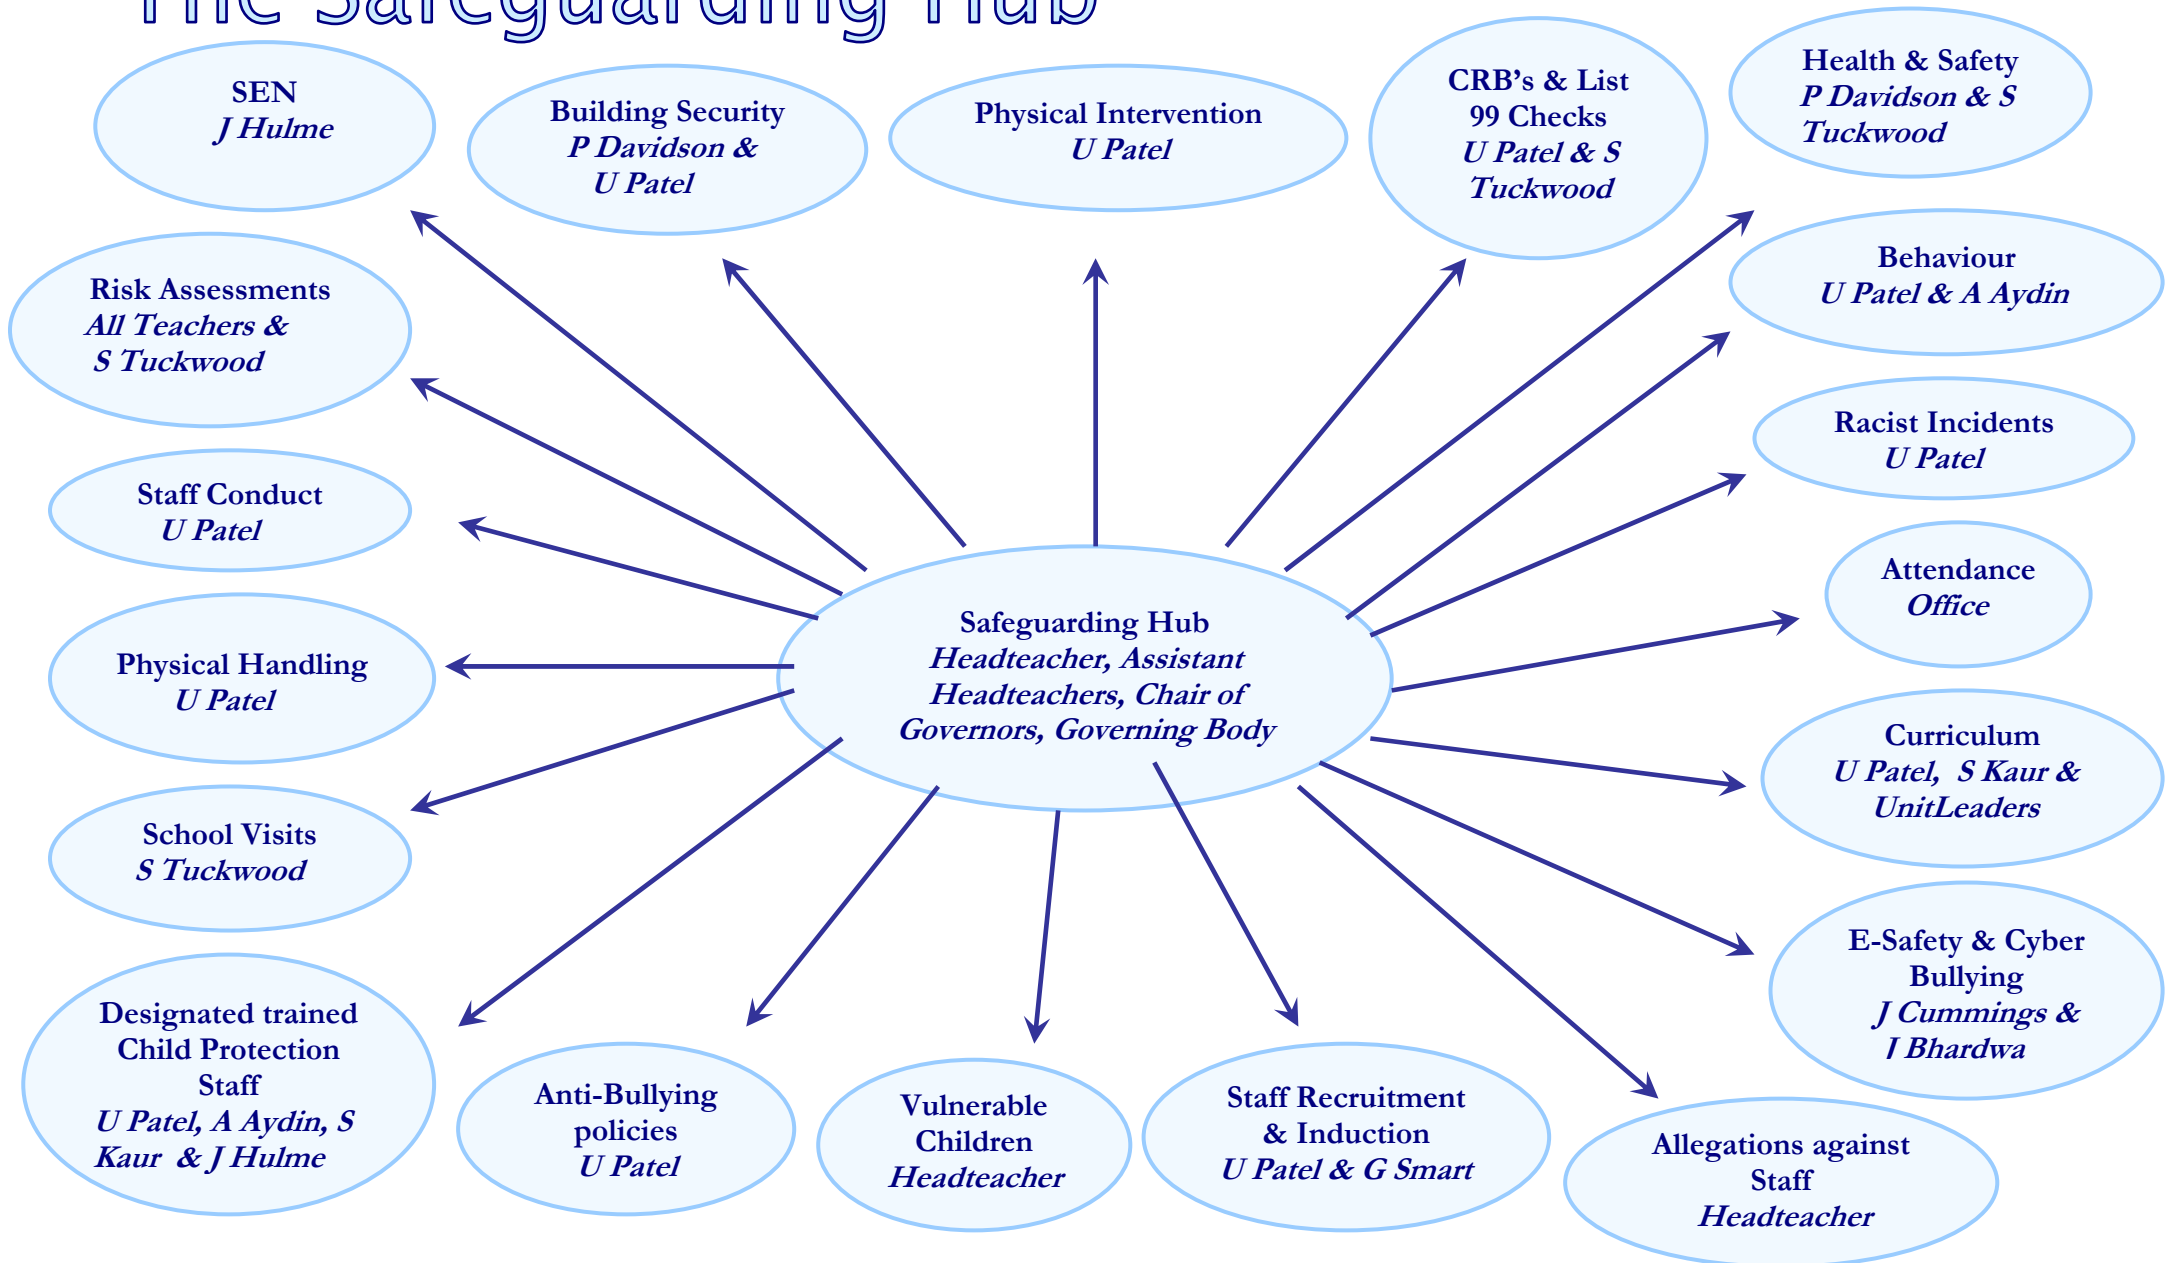 The Safeguarding Hub
SEN
J Hulme
Building Security
P Davidson &
U Patel
Physical Intervention
U Patel
CRB’s & List
99 Checks
U Patel & S
Tuckwood
Health & Safety
P Davidson & S
Tuckwood
Risk Assessments
All Teachers &
S Tuckwood
Behaviour
U Patel & A Aydin
Staff Conduct
U Patel
Racist Incidents
U Patel
Physical Handling
U Patel
Safeguarding Hub
Headteacher, Assistant
Headteachers, Chair of
Governors, Governing Body
Attendance
Office
School Visits
S Tuckwood
Curriculum
U Patel, S Kaur &
UnitLeaders
Designated trained
Child Protection
Staff
U Patel, A Aydin, S
Kaur & J Hulme
Anti-Bullying
policies
U Patel
Vulnerable
Children
Headteacher
Staff Recruitment
& Induction
U Patel & G Smart
E-Safety & Cyber
Bullying
J Cummings &
I Bhardwa
Allegations against
Staff
Headteacher